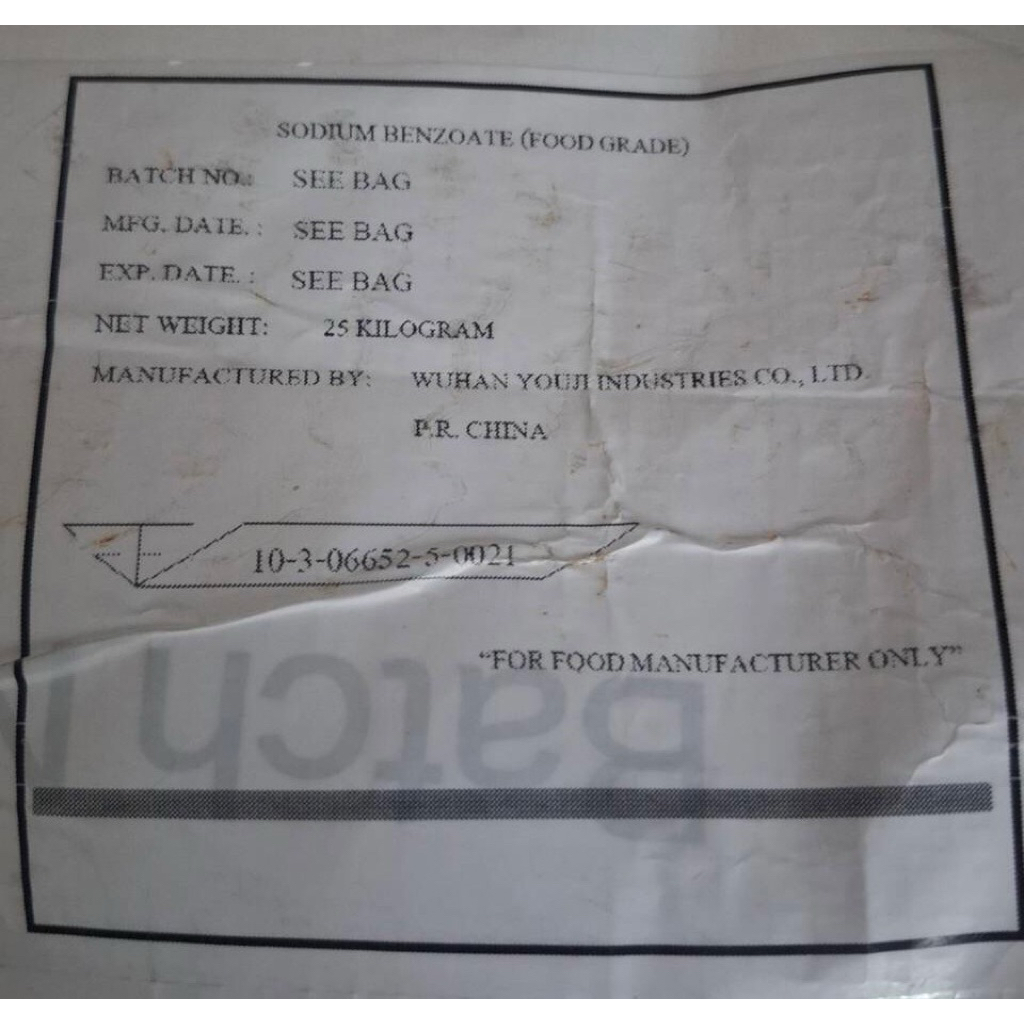 SODIUM BENZOATE (FOOD GRADE)
BATCH NO.: SEE BAG
MFG. DATE. : SEE BAG
EXP. DATE. : SEE BAG
NET WEIGHT: 25 KILOGRAM
MANUFACTURED BY: WUHAN YOUJI INDUSTRIES CO., LTD.
P.R. CHINA
10-3-06652-5-0021
“FOR FOOD MANUFACTURER ONLY”
Batch